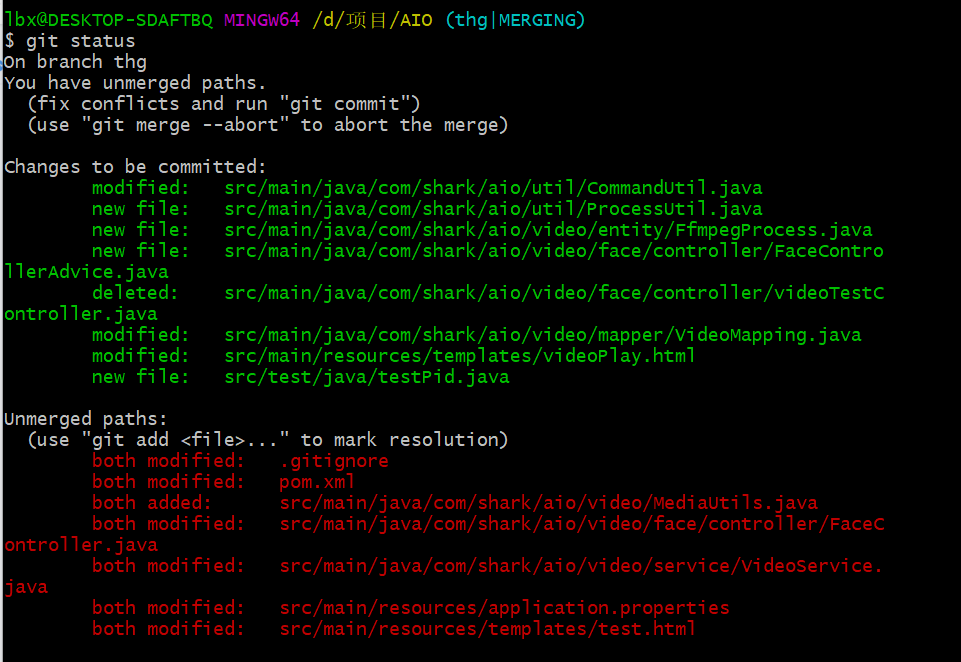 lbx@DESKTOP-SDAFTBQ MINGW64 /d/项目/AIO (thg|MERGING)
$ git status
On branch thg
You have unmerged paths.
  (fix conflicts and run "git commit")
  (use "git merge --abort" to abort the merge)

Changes to be committed:
        modified:   src/main/java/com/shark/aio/util/CommandUtil.java
        new file:   src/main/java/com/shark/aio/util/ProcessUtil.java
        new file:   src/main/java/com/shark/aio/video/entity/FfmpegProcess.java
        new file:   src/main/java/com/shark/aio/video/face/controller/FaceContro
llerAdvice.java
        deleted:    src/main/java/com/shark/aio/video/face/controller/videoTestC
ontroller.java
        modified:   src/main/java/com/shark/aio/video/mapper/VideoMapping.java
        modified:   src/main/resources/templates/videoPlay.html
        new file:   src/test/java/testPid.java

Unmerged paths:
  (use "git add <file>..." to mark resolution)
        both modified:   .gitignore
        both modified:   pom.xml
        both added:      src/main/java/com/shark/aio/video/MediaUtils.java
        both modified:   src/main/java/com/shark/aio/video/face/controller/FaceC
ontroller.java
        both modified:   src/main/java/com/shark/aio/video/service/VideoService.
java
        both modified:   src/main/resources/application.properties
        both modified:   src/main/resources/templates/test.html